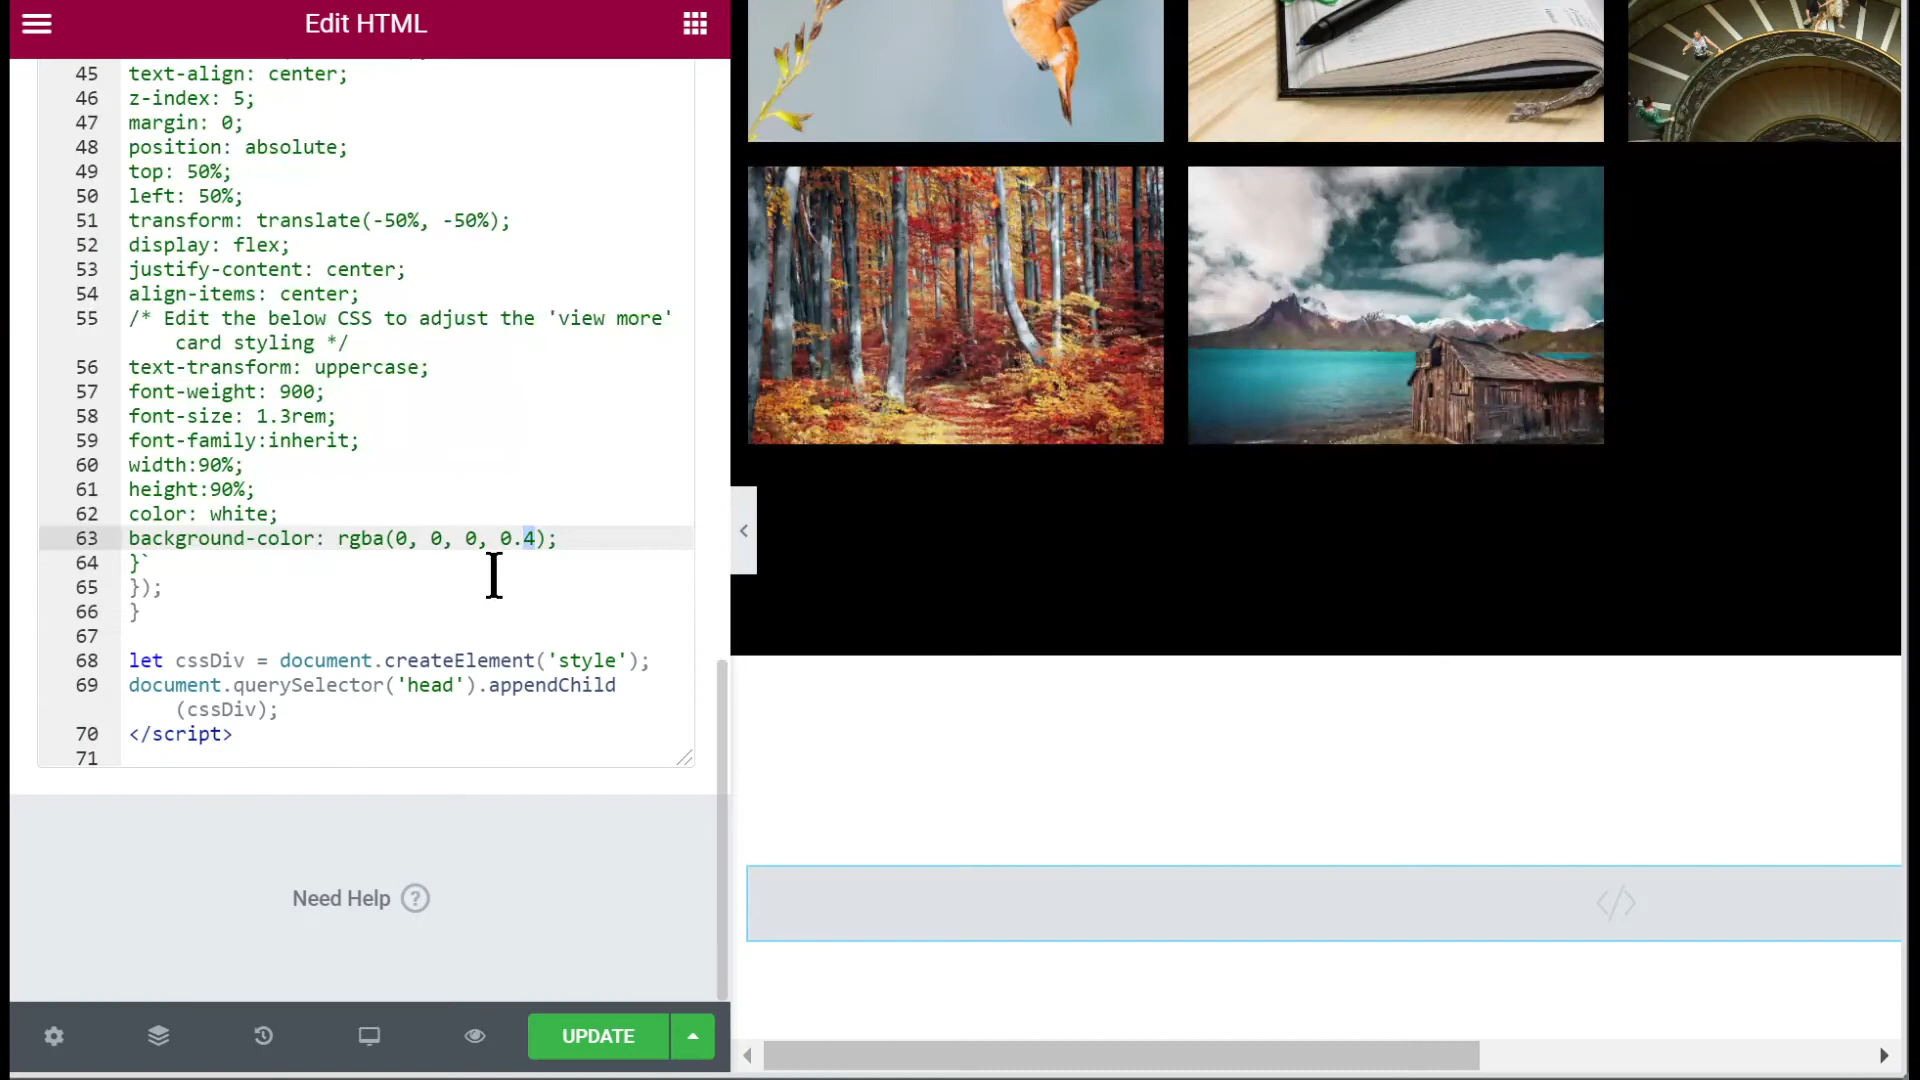 Edit HTML
45 text-align: center;
46 z-index: 5;
47 margin: 0;
48 position: absolute;
49 top: 50%;
50 left: 50%;
51 transform: translate(-50%, -50%);
52 display: flex;
53 justify-content: center;
54 align-items: center;
55 /* Edit the below CSS to adjust the 'view more'
card styling */
56 text-transform: uppercase;
57 font-weight: 900;
58 font-size: 1.3rem;
59 font-family:inherit;
60 width:90%;
61 height:90%;
62 color: white;
63 background-color: rgba(0, 0, 0, 0.4);
64 }`
65 });
66 }
67
68 let cssDiv = document.createElement('style');
69 document.querySelector('head').appendChild
(cssDiv);
70 </script>
71
Need Help ?
UPDATE